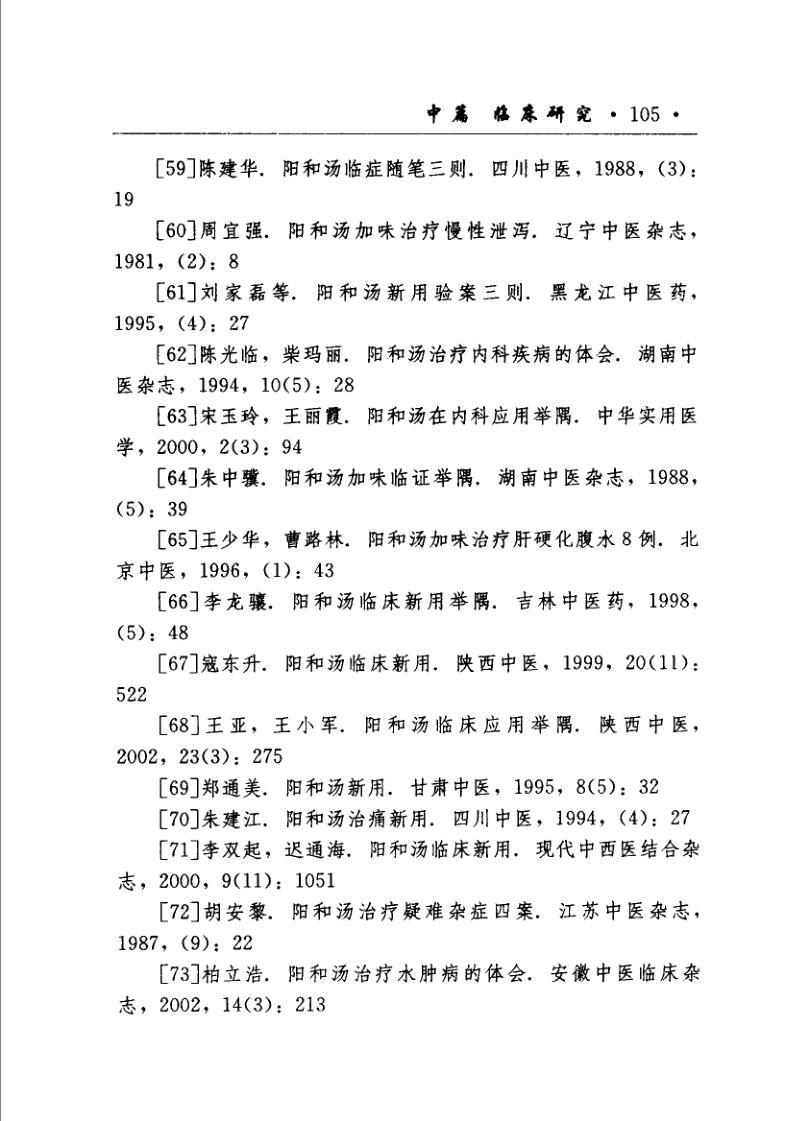 中篇 临床研究 · 105 ·
[59]陈建华. 阳和汤临症随笔三则. 四川中医, 1988, (3):
19
[60]周宜强. 阳和汤加味治疗慢性泄泻. 辽宁中医杂志,
1981, (2): 8
[61]刘家磊等. 阳和汤新用验案三则. 黑龙江中医药,
1995, (4): 27
[62]陈光临, 柴玛丽. 阳和汤治疗内科疾病的体会. 湖南中
医杂志, 1994, 10(5): 28
[63]宋玉玲, 王丽霞. 阳和汤在内科应用举隅. 中华实用医
学, 2000, 2(3): 94
[64]朱中骥. 阳和汤加味临证举隅. 湖南中医杂志, 1988,
(5): 39
[65]王少华, 曹路林. 阳和汤加味治疗肝硬化腹水 8 例. 北
京中医, 1996, (1): 43
[66]李龙骧. 阳和汤临床新用举隅. 吉林中医药, 1998,
(5): 48
[67]寇东升. 阳和汤临床新用. 陕西中医, 1999, 20(11):
522
[68]王亚, 王小军. 阳和汤临床应用举隅. 陕西中医,
2002, 23(3): 275
[69]郑通美. 阳和汤新用. 甘肃中医, 1995, 8(5): 32
[70]朱建江. 阳和汤治痛新用. 四川中医, 1994, (4): 27
[71]李双起, 迟通海. 阳和汤临床新用. 现代中西医结合杂
志, 2000, 9(11): 1051
[72]胡安黎. 阳和汤治疗疑难杂症四案. 江苏中医杂志,
1987, (9): 22
[73]柏立浩. 阳和汤治疗水肿病的体会. 安徽中医临床杂
志, 2002, 14(3): 213